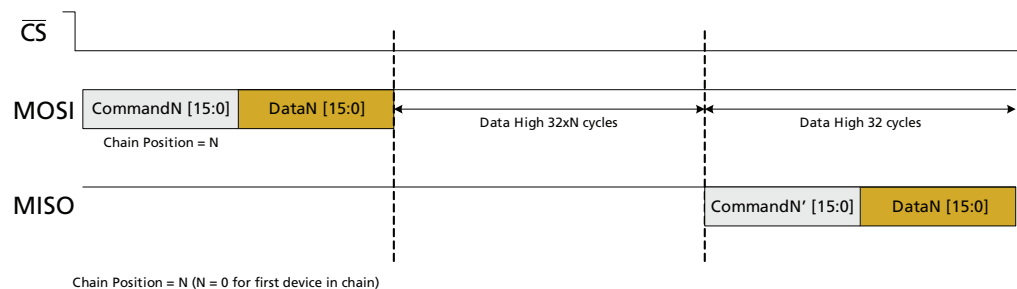 CS
MOSI
CommandN [15:0]
DataN [15:0]
Data High 32xN cycles
Data High 32 cycles
Chain Position = N
MISO
CommandN’ [15:0]
DataN [15:0]
Chain Position = N (N = 0 for first device in chain)